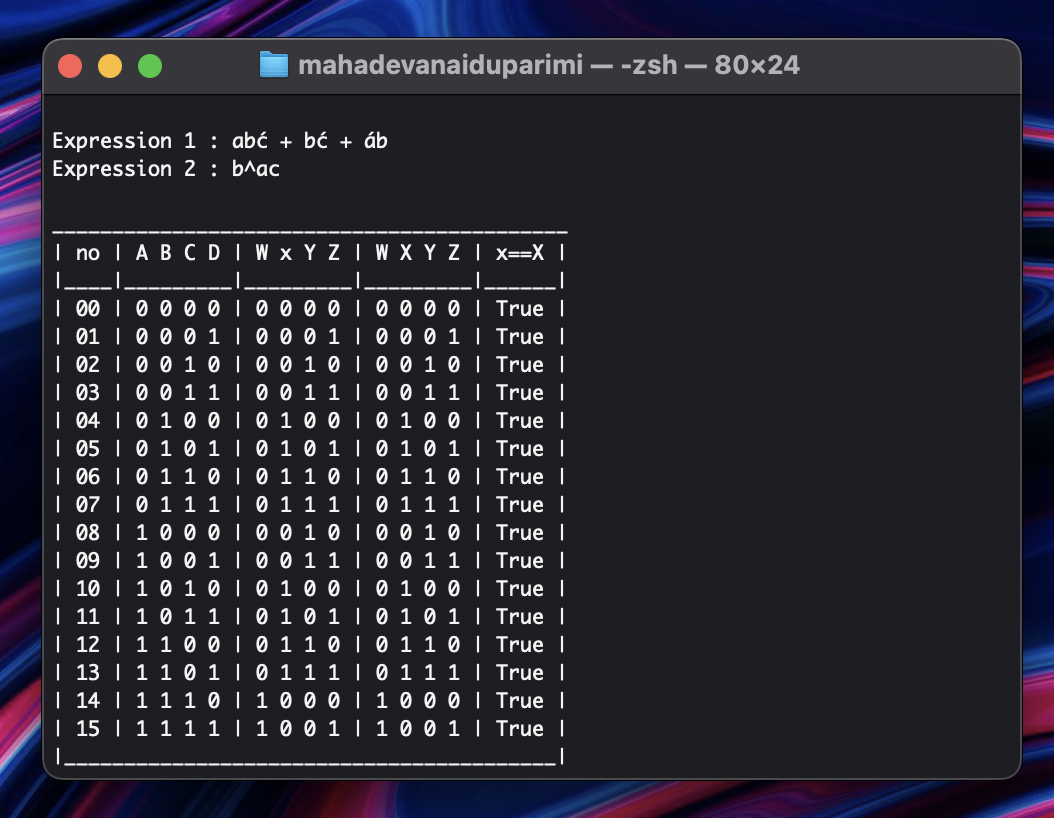 mahadevanaiduparimi — -zsh — 80×24
Expression 1 : abć + bć + áb
Expression 2 : b^ac
___________________________________________
| no | A B C D | W x Y Z | W X Y Z | x==X |
|____|_________|_________|_________|______|
| 00 | 0 0 0 0 | 0 0 0 0 | 0 0 0 0 | True |
| 01 | 0 0 0 1 | 0 0 0 1 | 0 0 0 1 | True |
| 02 | 0 0 1 0 | 0 0 1 0 | 0 0 1 0 | True |
| 03 | 0 0 1 1 | 0 0 1 1 | 0 0 1 1 | True |
| 04 | 0 1 0 0 | 0 1 0 0 | 0 1 0 0 | True |
| 05 | 0 1 0 1 | 0 1 0 1 | 0 1 0 1 | True |
| 06 | 0 1 1 0 | 0 1 1 0 | 0 1 1 0 | True |
| 07 | 0 1 1 1 | 0 1 1 1 | 0 1 1 1 | True |
| 08 | 1 0 0 0 | 0 0 1 0 | 0 0 1 0 | True |
| 09 | 1 0 0 1 | 0 0 1 1 | 0 0 1 1 | True |
| 10 | 1 0 1 0 | 0 1 0 0 | 0 1 0 0 | True |
| 11 | 1 0 1 1 | 0 1 0 1 | 0 1 0 1 | True |
| 12 | 1 1 0 0 | 0 1 1 0 | 0 1 1 0 | True |
| 13 | 1 1 0 1 | 0 1 1 1 | 0 1 1 1 | True |
| 14 | 1 1 1 0 | 1 0 0 0 | 1 0 0 0 | True |
| 15 | 1 1 1 1 | 1 0 0 1 | 1 0 0 1 | True |
|_________________________________________|